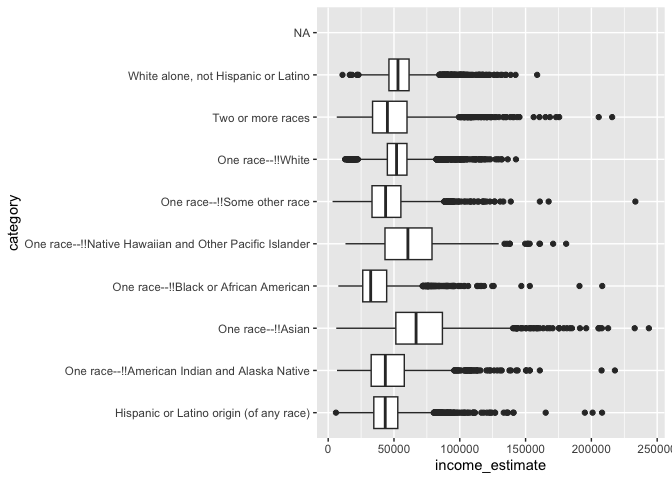 NA
White alone, not Hispanic or Latino
Two or more races
One race--!!White
One race--!!Some other race
One race--!!Native Hawaiian and Other Pacific Islander
One race--!!Black or African American
One race--!!Asian
One race--!!American Indian and Alaska Native
Hispanic or Latino origin (of any race)
category
0 50000 100000 150000 200000 25000
income_estimate